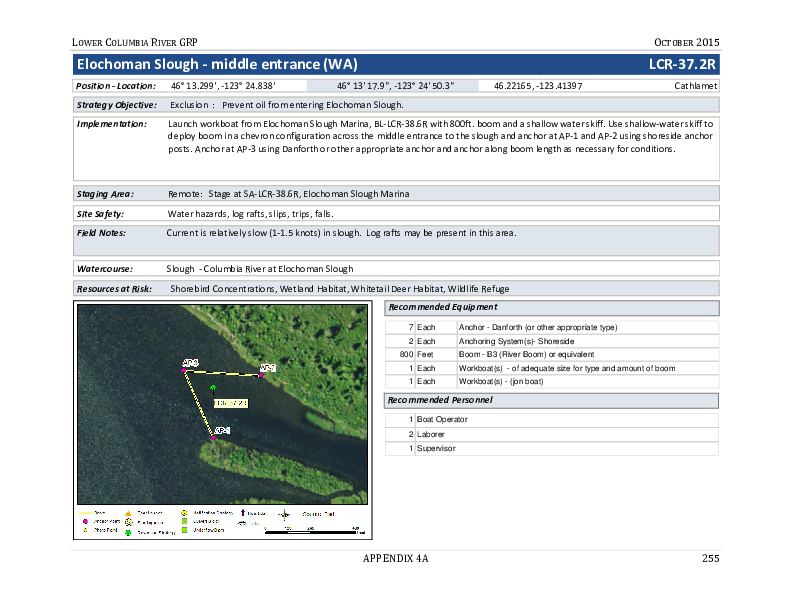 LOWER COLUMBIA RIVER GRP OCTOBER 2015
Elochoman Slough - middle entrance (WA) LCR-37.2R
Position - Location: 46° 13.299', -123° 24.838' 46° 13' 17.9", -123° 24' 50.3" 46.22165, -123.41397 Cathlamet
Strategy Objective: Exclusion : Prevent oil from entering Elochoman Slough.
Implementation: Launch workboat from Elochoman Slough Marina, BL-LCR-38.6R with 800ft. boom and a shallow water skiff. Use shallow-water skiff to
deploy boom in a chevron configuration across the middle entrance to the slough and anchor at AP-1 and AP-2 using shoreside anchor
posts. Anchor at AP-3 using Danforth or other appropriate anchor and anchor along boom length as necessary for conditions.
Staging Area: Remote: Stage at SA-LCR-38.6R, Elochoman Slough Marina
Site Safety: Water hazards, log rafts, slips, trips, falls.
Field Notes: Current is relatively slow (1-1.5 knots) in slough. Log rafts may be present in this area.
Watercourse: Slough - Columbia River at Elochoman Slough
Resources at Risk: Shorebird Concentrations, Wetland Habitat, Whitetail Deer Habitat, Wildlife Refuge
AP-3
AP-2
LCR-37.2R
AP-1
Anchor Point
Photo Point
Notification Strategy
Recommended Equipment
7 Each Anchor - Danforth (or other appropriate type)
2 Each Anchoring System(s)- Shoreside
800 Feet Boom - B3 (River Boom) or equivalent
1 Each Workboat(s) - of adequate size for type and amount of boom
1 Each Workboat(s) - (jon boat)
Recommended Personnel
1 Boat Operator
2 Laborer
1 Supervisor
APPENDIX 4A 255